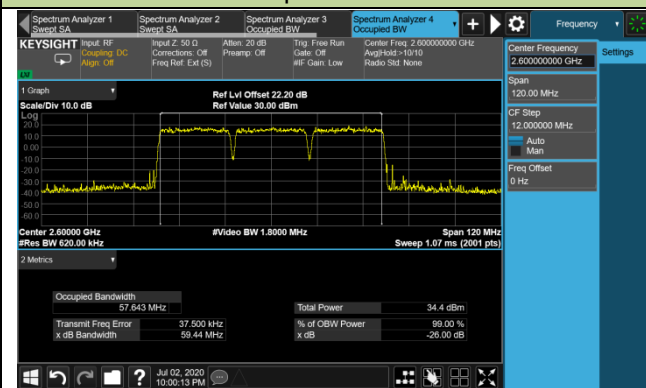 Spectrum Analyzer 1
Swept SA
Spectrum Analyzer 2
Swept SA
Spectrum Analyzer 3
Occupied BW
Spectrum Analyzer 4
Occupied BW
Frequency
KEYSIGHT
Input: RF
Coupling: DC
Align: Off
Input Z: 50 Ω
Corrections: Off
Freq Ref: Ext (S)
Atten: 20 dB
Preamp: Off
Trig: Free Run
Gate: Off
#IF Gain: Low
Center Freq: 2.600000000 GHz
Avg|Hold:>10/10
Radio Std: None
LXI
Center Frequency
2.600000000 GHz
Settings
Span
120.00 MHz
CF Step
12.000000 MHz
Auto
Man
Freq Offset
0 Hz
1 Graph
Scale/Div 10.0 dB
Ref Lvl Offset 22.20 dB
Ref Value 30.00 dBm
Log
20.0
10.0
0.00
-10.0
-20.0
-30.0
-40.0
-50.0
-60.0
Center 2.60000 GHz
#Res BW 620.00 kHz
#Video BW 1.8000 MHz
Span 120 MHz
Sweep 1.07 ms (2001 pts)
2 Metrics
Occupied Bandwidth
57.643 MHz
Total Power 34.4 dBm
Transmit Freq Error 37.500 kHz
% of OBW Power 99.00 %
x dB Bandwidth 59.44 MHz
x dB -26.00 dB
Jul 02, 2020
10:00:13 PM